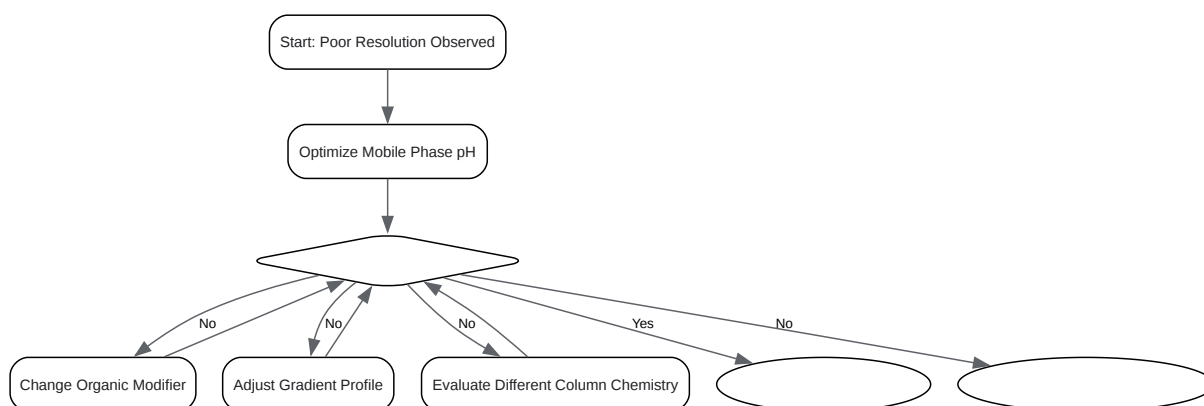 Start: Poor Resolution Observed
Optimize Mobile Phase pH
No
No
No
Yes
No
Change Organic Modifier
Adjust Gradient Profile
Evaluate Different Column Chemistry